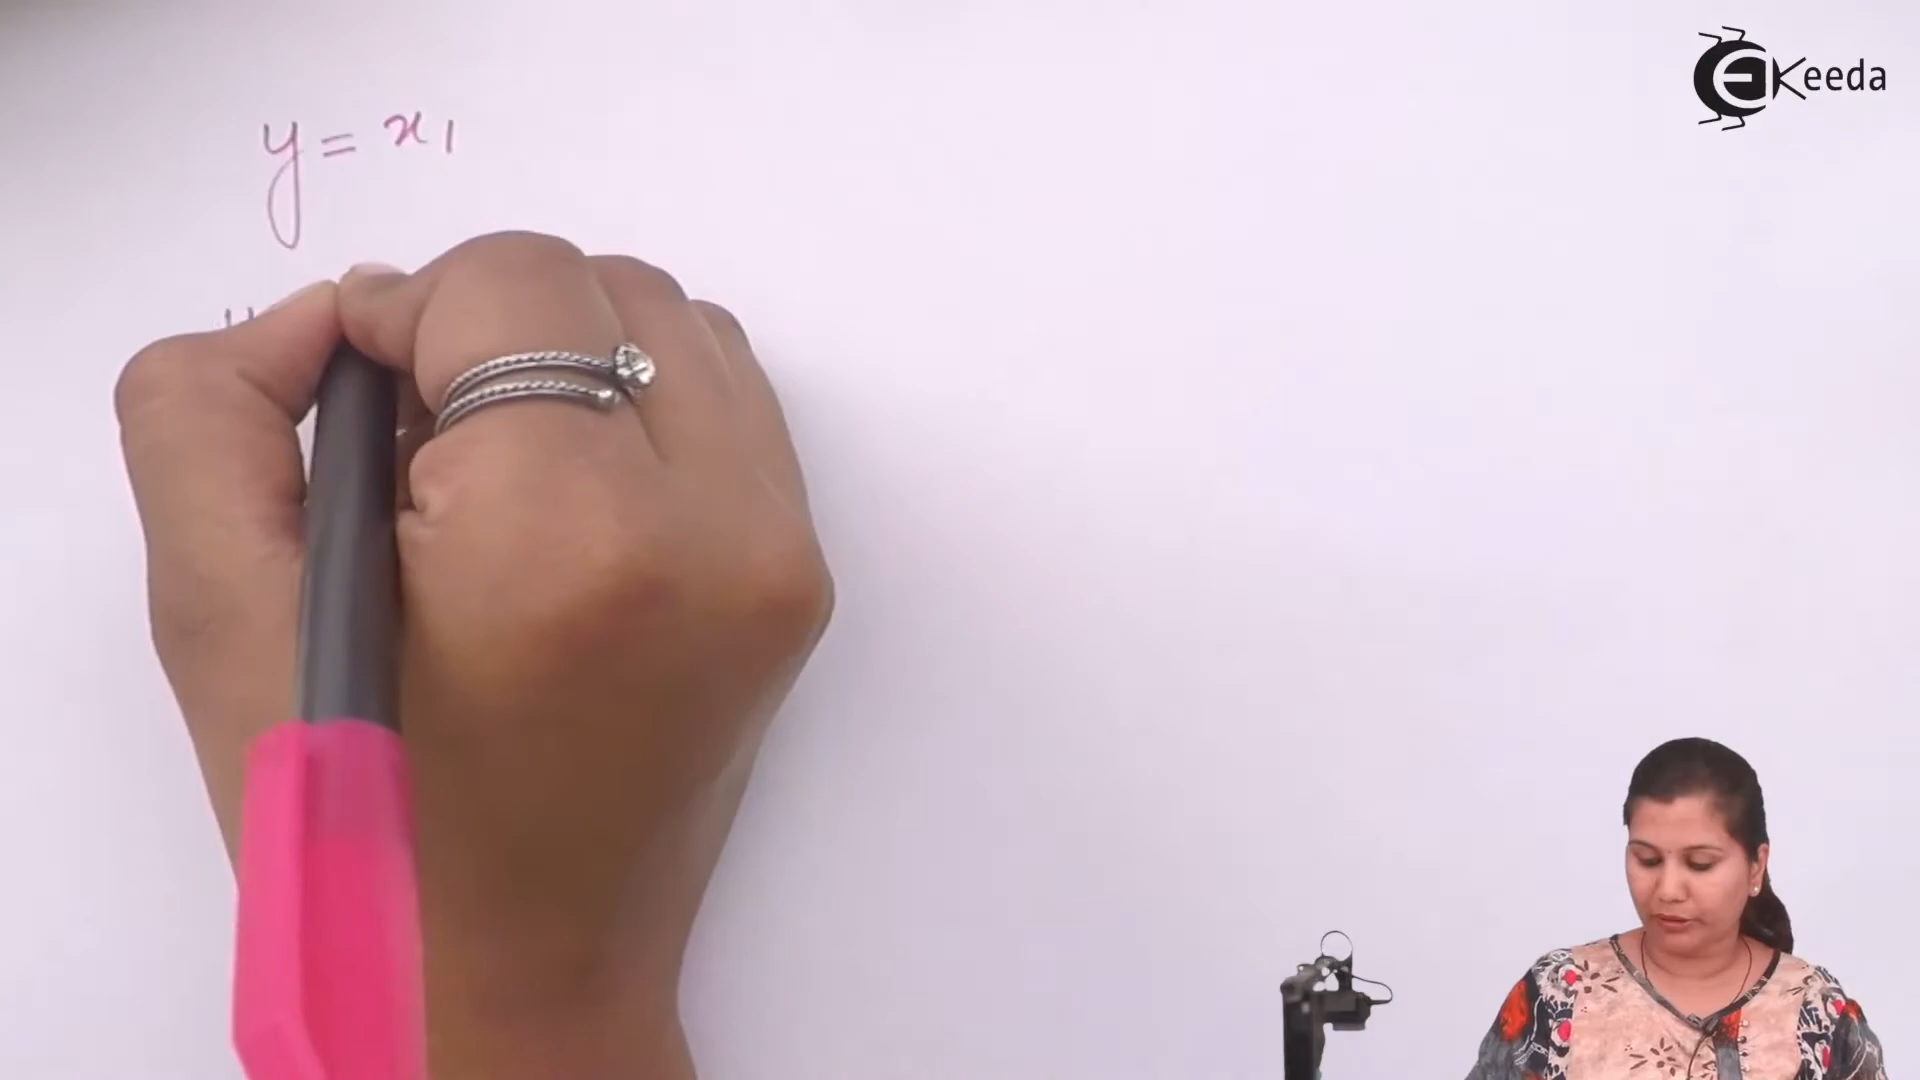 EKeeda
y = x₁